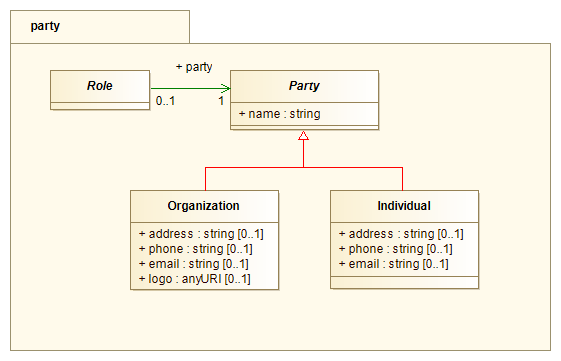 party
+ party
Role
Party
0..1
1
+ name : string
Organization
Individual
+ address : string [0..1]
+ phone : string [0..1]
+ email : string [0..1]
+ logo : anyURI [0..1]
+ address : string [0..1]
+ phone : string [0..1]
+ email : string [0..1]